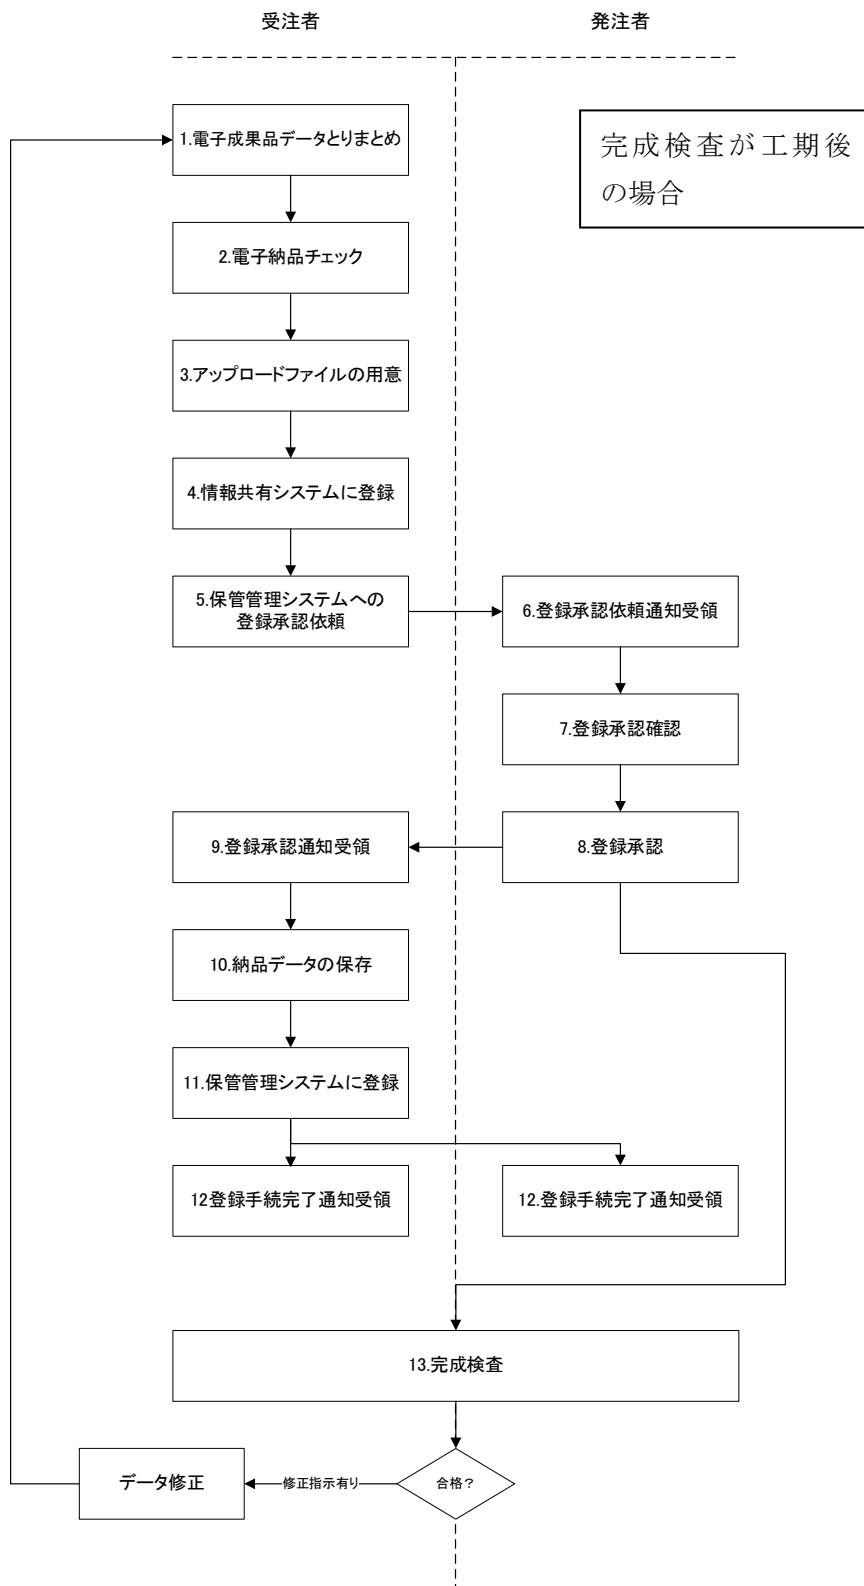 受注者
発注者
完成検査が工期後
の場合
1.電子成果品データとりまとめ
2.電子納品チェック
3.アップロードファイルの用意
4.情報共有システムに登録
5.保管管理システムへの
登録承認依頼
6.登録承認依頼通知受領
7.登録承認確認
9.登録承認通知受領
8.登録承認
10.納品データの保存
11.保管管理システムに登録
12登録手続完了通知受領
12.登録手続完了通知受領
13.完成検査
データ修正
修正指示有り
合格？